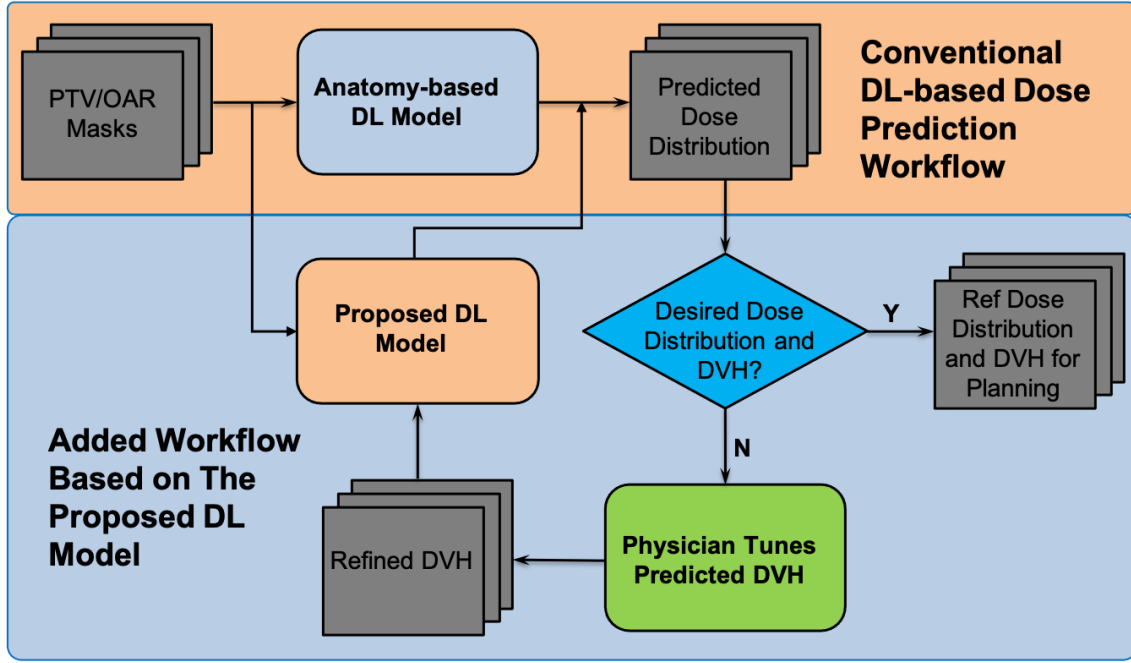 PTV/OAR
Masks
Anatomy-based
DL Model
Predicted
Dose
Distribution
Conventional
DL-based Dose
Prediction
Workflow
Proposed DL
Model
Desired Dose
Distribution and
DVH?
Y
Ref Dose
Distribution
and DVH for
Planning
N
Added Workflow
Based on The
Proposed DL
Model
Refined DVH
Physician Tunes
Predicted DVH